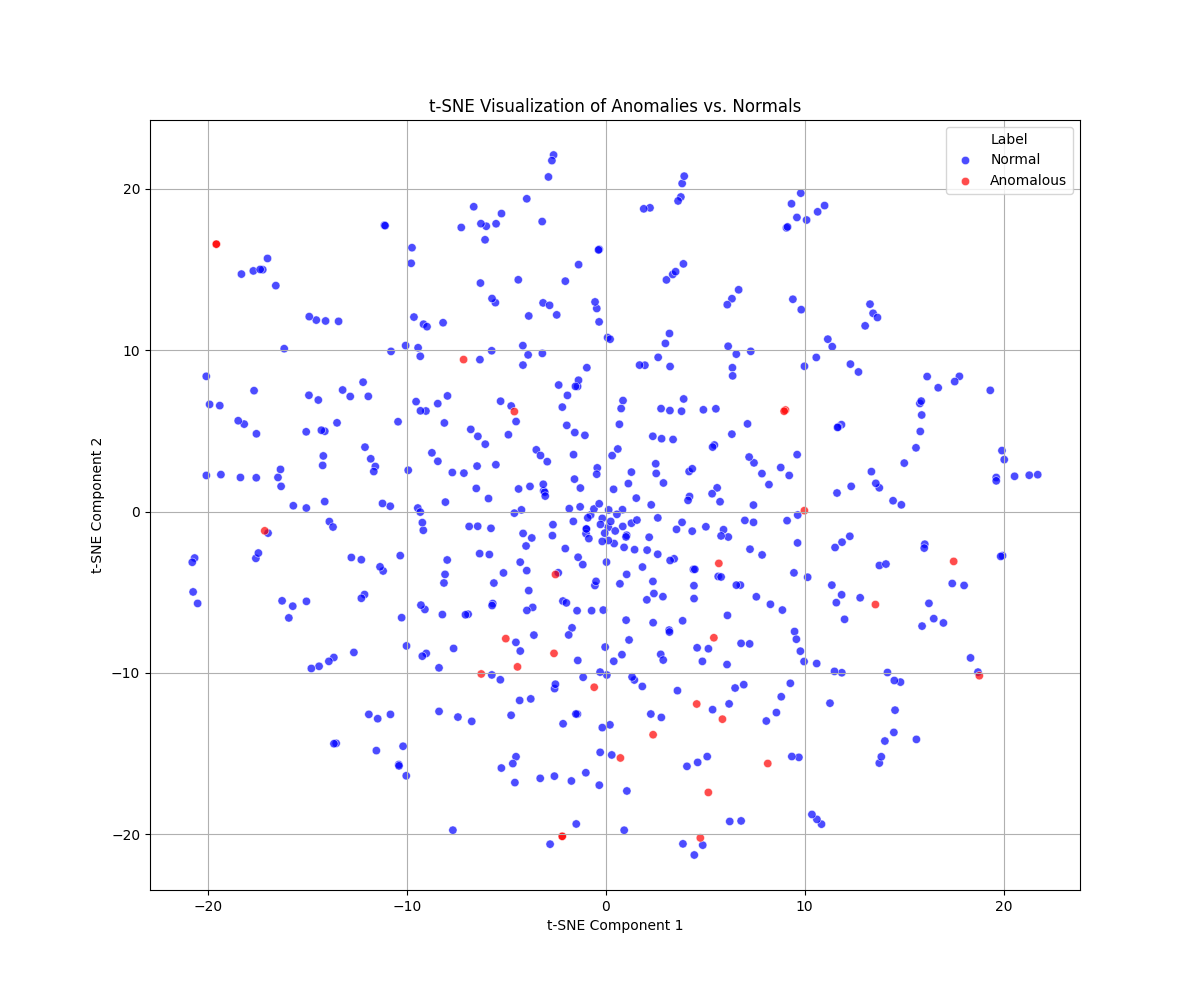 t-SNE Visualization of Anomalies vs. Normals
Label
Normal
Anomalous
20
10
0
−10
−20
t-SNE Component 2
−20
−10
0
10
20
t-SNE Component 1